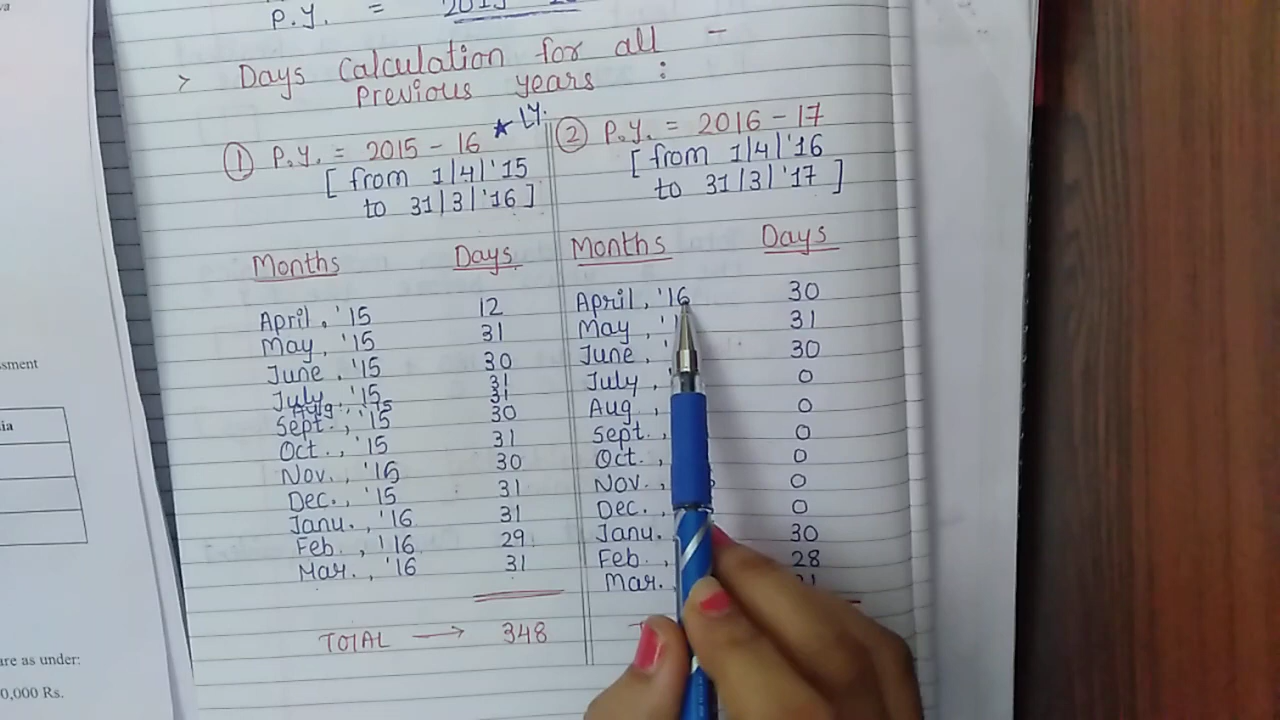 P.Y. =
> Days Calculation for all -
Previous years :
① P.Y. = 2015 - 16 ★ LY.
[ from 1/4/'15
to 31/3/'16 ]
Months Days
April, '15 12
May, '15 31
June, '15 30
July, '15 31
Aug., '15 31
Sept., '15 30
Oct., '15 31
Nov., '15 30
Dec., '15 31
Janu., '16 31
Feb., '16 29
Mar., '16 31
TOTAL → 348
② P.Y. = 2016 - 17
[ from 1/4/'16
to 31/3/'17 ]
Months Days
April, '16 30
May, ' 31
June, ' 30
July, ' 0
Aug., 0
Sept., 0
Oct., 0
Nov., 0
Dec., 0
Janu. 30
Feb., 28
Mar.
ssment
ia
are as under:
0,000 Rs.